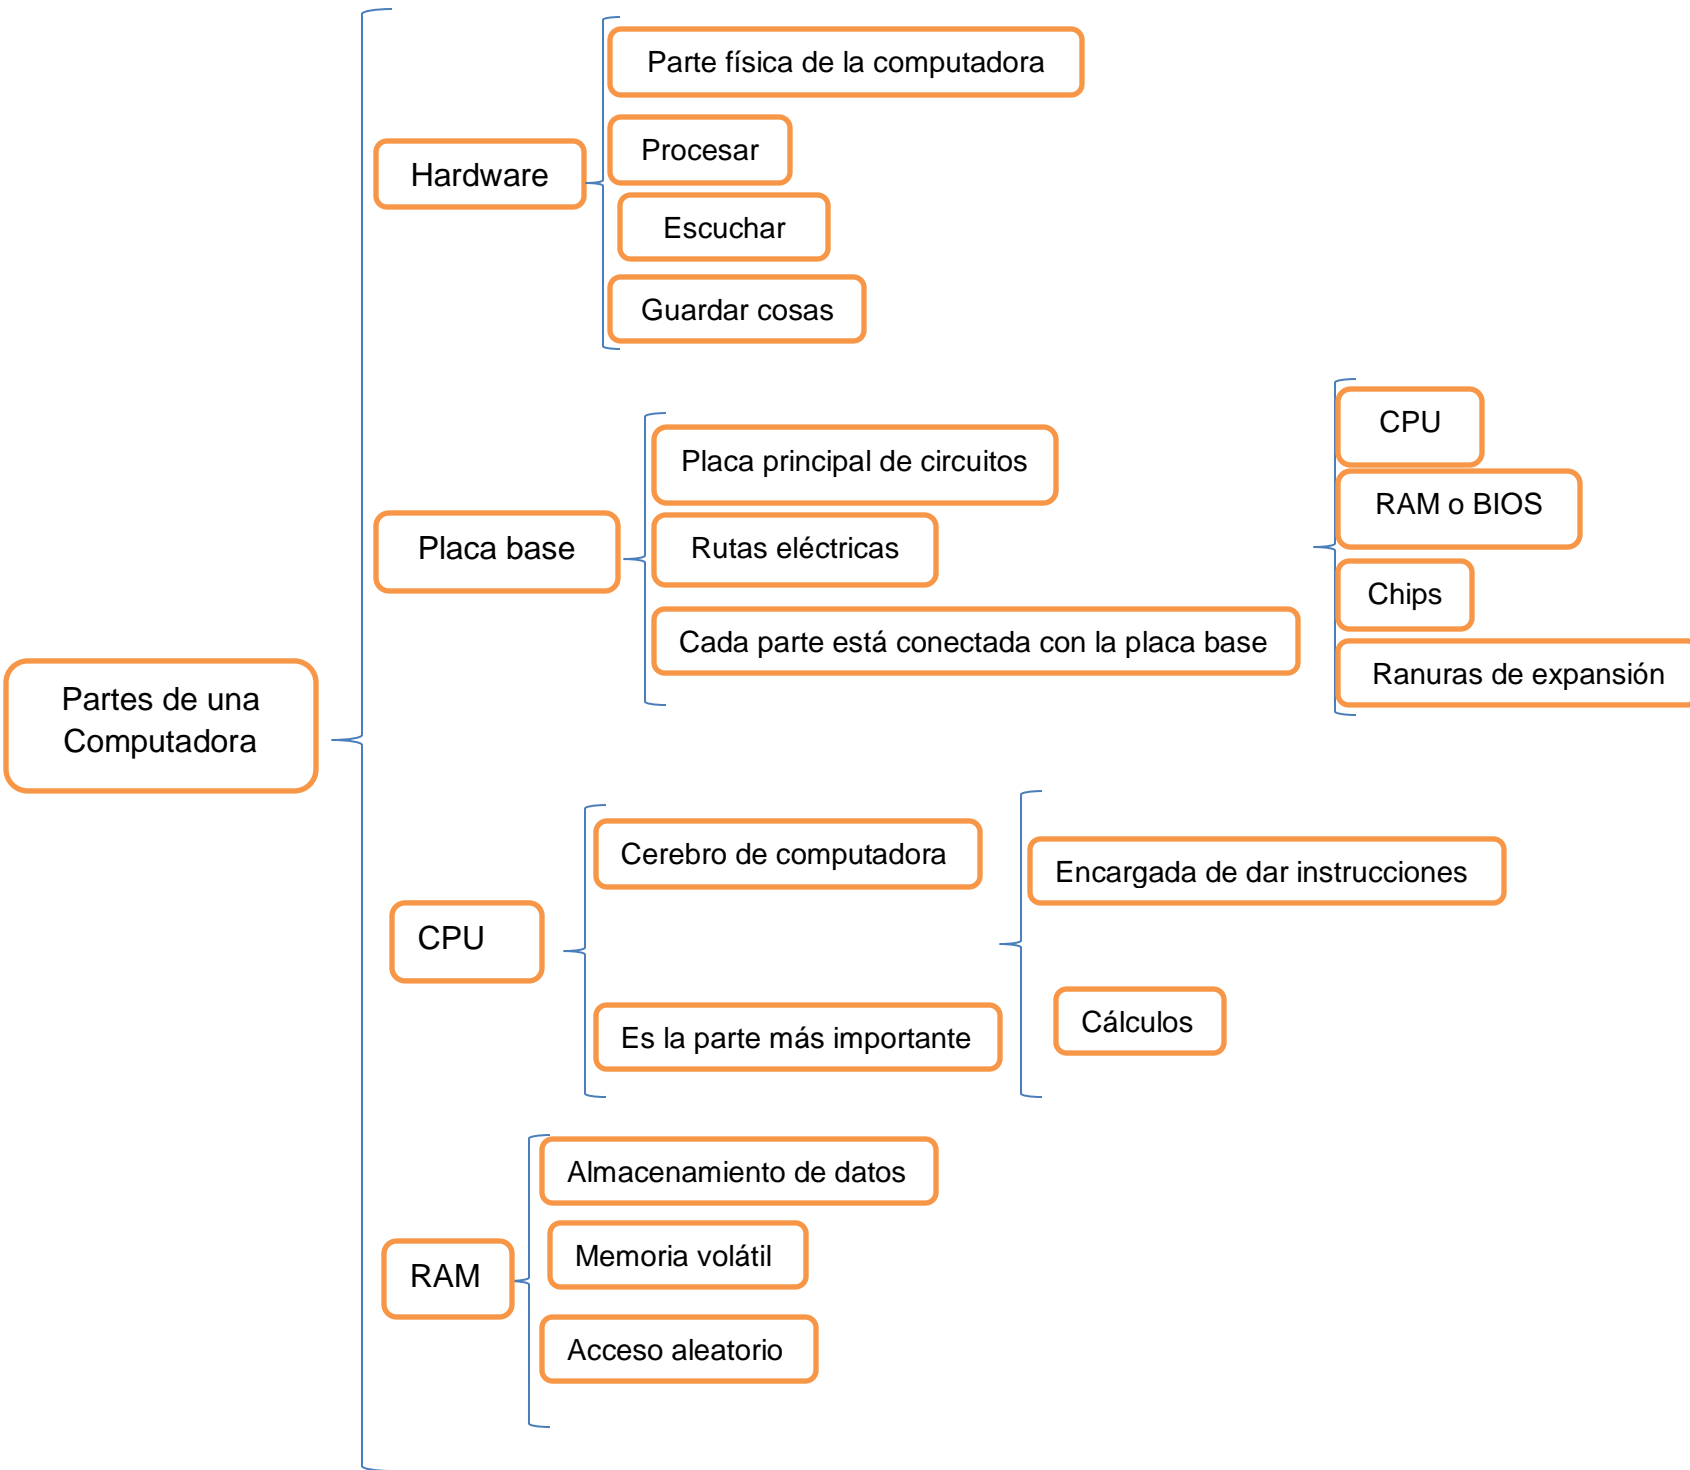 Partes de una
Computadora
Hardware
Parte física de la computadora
Procesar
Escuchar
Guardar cosas
Placa base
Placa principal de circuitos
Rutas eléctricas
Cada parte está conectada con la placa base
CPU
RAM o BIOS
Chips
Ranuras de expansión
CPU
Cerebro de computadora
Es la parte más importante
Encargada de dar instrucciones
Cálculos
RAM
Almacenamiento de datos
Memoria volátil
Acceso aleatorio